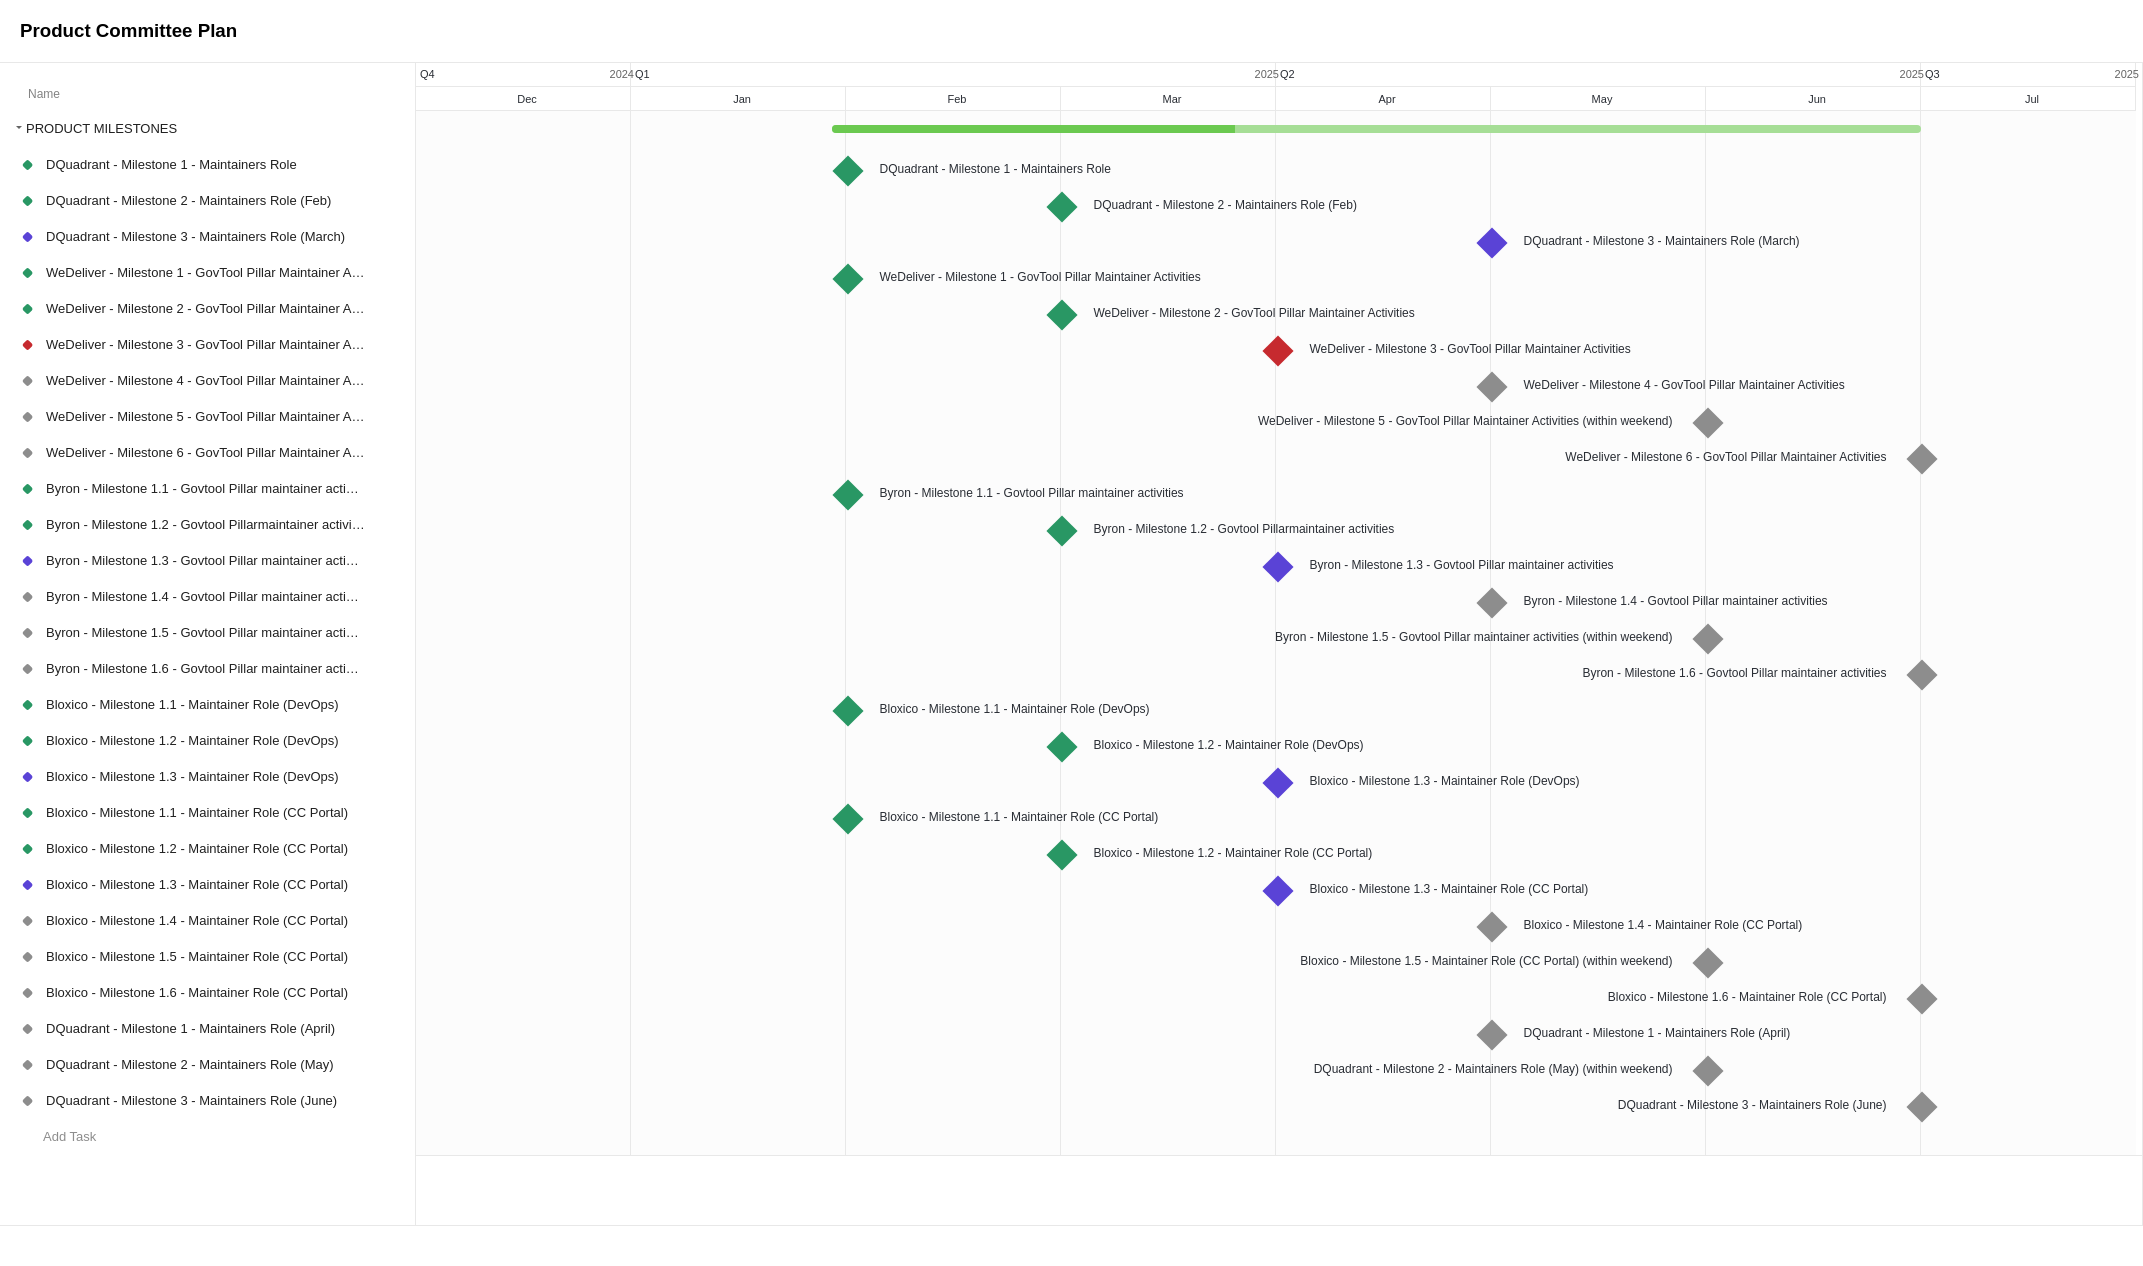 Product Committee Plan
Q4 2024 Q1 2025 Q2 2025 Q3 2025
Name
Dec Jan Feb Mar Apr May Jun Jul
PRODUCT MILESTONES
DQuadrant - Milestone 1 - Maintainers Role
DQuadrant - Milestone 1 - Maintainers Role
DQuadrant - Milestone 2 - Maintainers Role (Feb)
DQuadrant - Milestone 2 - Maintainers Role (Feb)
DQuadrant - Milestone 3 - Maintainers Role (March)
DQuadrant - Milestone 3 - Maintainers Role (March)
WeDeliver - Milestone 1 - GovTool Pillar Maintainer A…
WeDeliver - Milestone 1 - GovTool Pillar Maintainer Activities
WeDeliver - Milestone 2 - GovTool Pillar Maintainer A…
WeDeliver - Milestone 2 - GovTool Pillar Maintainer Activities
WeDeliver - Milestone 3 - GovTool Pillar Maintainer A…
WeDeliver - Milestone 3 - GovTool Pillar Maintainer Activities
WeDeliver - Milestone 4 - GovTool Pillar Maintainer A…
WeDeliver - Milestone 4 - GovTool Pillar Maintainer Activities
WeDeliver - Milestone 5 - GovTool Pillar Maintainer A…
WeDeliver - Milestone 5 - GovTool Pillar Maintainer Activities (within weekend)
WeDeliver - Milestone 6 - GovTool Pillar Maintainer A…
WeDeliver - Milestone 6 - GovTool Pillar Maintainer Activities
Byron - Milestone 1.1 - Govtool Pillar maintainer acti…
Byron - Milestone 1.1 - Govtool Pillar maintainer activities
Byron - Milestone 1.2 - Govtool Pillarmaintainer activi…
Byron - Milestone 1.2 - Govtool Pillarmaintainer activities
Byron - Milestone 1.3 - Govtool Pillar maintainer acti…
Byron - Milestone 1.3 - Govtool Pillar maintainer activities
Byron - Milestone 1.4 - Govtool Pillar maintainer acti…
Byron - Milestone 1.4 - Govtool Pillar maintainer activities
Byron - Milestone 1.5 - Govtool Pillar maintainer acti…
Byron - Milestone 1.5 - Govtool Pillar maintainer activities (within weekend)
Byron - Milestone 1.6 - Govtool Pillar maintainer acti…
Byron - Milestone 1.6 - Govtool Pillar maintainer activities
Bloxico - Milestone 1.1 - Maintainer Role (DevOps)
Bloxico - Milestone 1.1 - Maintainer Role (DevOps)
Bloxico - Milestone 1.2 - Maintainer Role (DevOps)
Bloxico - Milestone 1.2 - Maintainer Role (DevOps)
Bloxico - Milestone 1.3 - Maintainer Role (DevOps)
Bloxico - Milestone 1.3 - Maintainer Role (DevOps)
Bloxico - Milestone 1.1 - Maintainer Role (CC Portal)
Bloxico - Milestone 1.1 - Maintainer Role (CC Portal)
Bloxico - Milestone 1.2 - Maintainer Role (CC Portal)
Bloxico - Milestone 1.2 - Maintainer Role (CC Portal)
Bloxico - Milestone 1.3 - Maintainer Role (CC Portal)
Bloxico - Milestone 1.3 - Maintainer Role (CC Portal)
Bloxico - Milestone 1.4 - Maintainer Role (CC Portal)
Bloxico - Milestone 1.4 - Maintainer Role (CC Portal)
Bloxico - Milestone 1.5 - Maintainer Role (CC Portal)
Bloxico - Milestone 1.5 - Maintainer Role (CC Portal) (within weekend)
Bloxico - Milestone 1.6 - Maintainer Role (CC Portal)
Bloxico - Milestone 1.6 - Maintainer Role (CC Portal)
DQuadrant - Milestone 1 - Maintainers Role (April)
DQuadrant - Milestone 1 - Maintainers Role (April)
DQuadrant - Milestone 2 - Maintainers Role (May)
DQuadrant - Milestone 2 - Maintainers Role (May) (within weekend)
DQuadrant - Milestone 3 - Maintainers Role (June)
DQuadrant - Milestone 3 - Maintainers Role (June)
Add Task